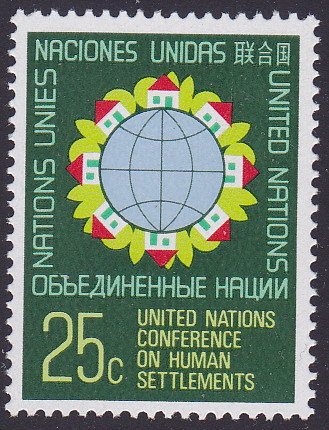 NACIONES UNIDAS 联合国
NATIONS UNIES
UNITED NATIONS
ОБЪЕДИНЕННЫЕ НАЦИИ
25c
UNITED NATIONS
CONFERENCE
ON HUMAN
SETTLEMENTS